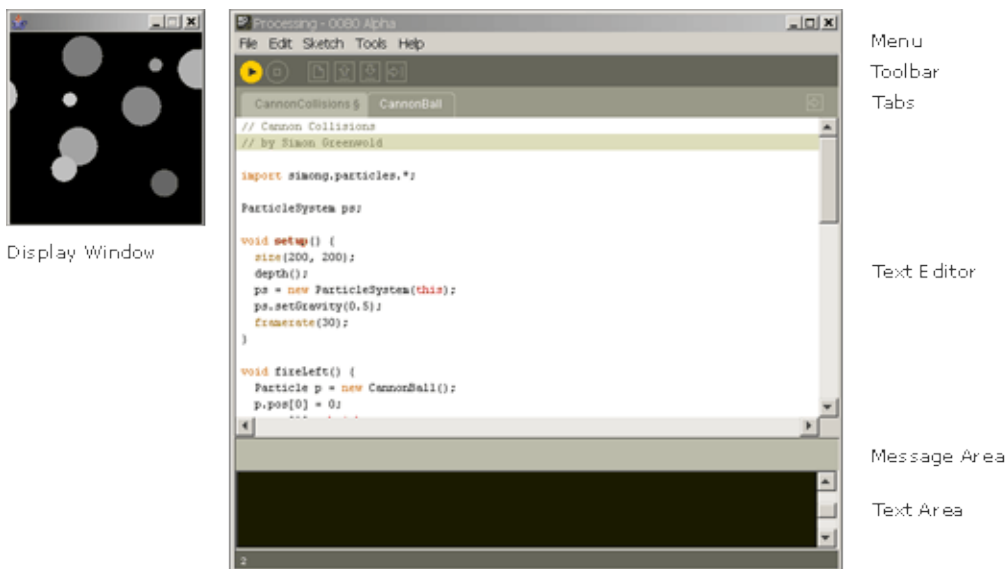 Processing - 0080 Alpha
File Edit Sketch Tools Help
Menu
Toolbar
CannonCollisions § CannonBall
Tabs
// Cannon Collisions
// by Simon Greenwold
import simong.particles.*;
ParticleSystem ps;
void setup() {
size(200, 200);
depth();
ps = new ParticleSystem(this);
ps.setGravity(0.5);
framerate(30);
}
void fireLeft() {
Particle p = new CannonBall();
p.pos[0] = 0;
Display Window
Text Editor
Message Area
Text Area
2